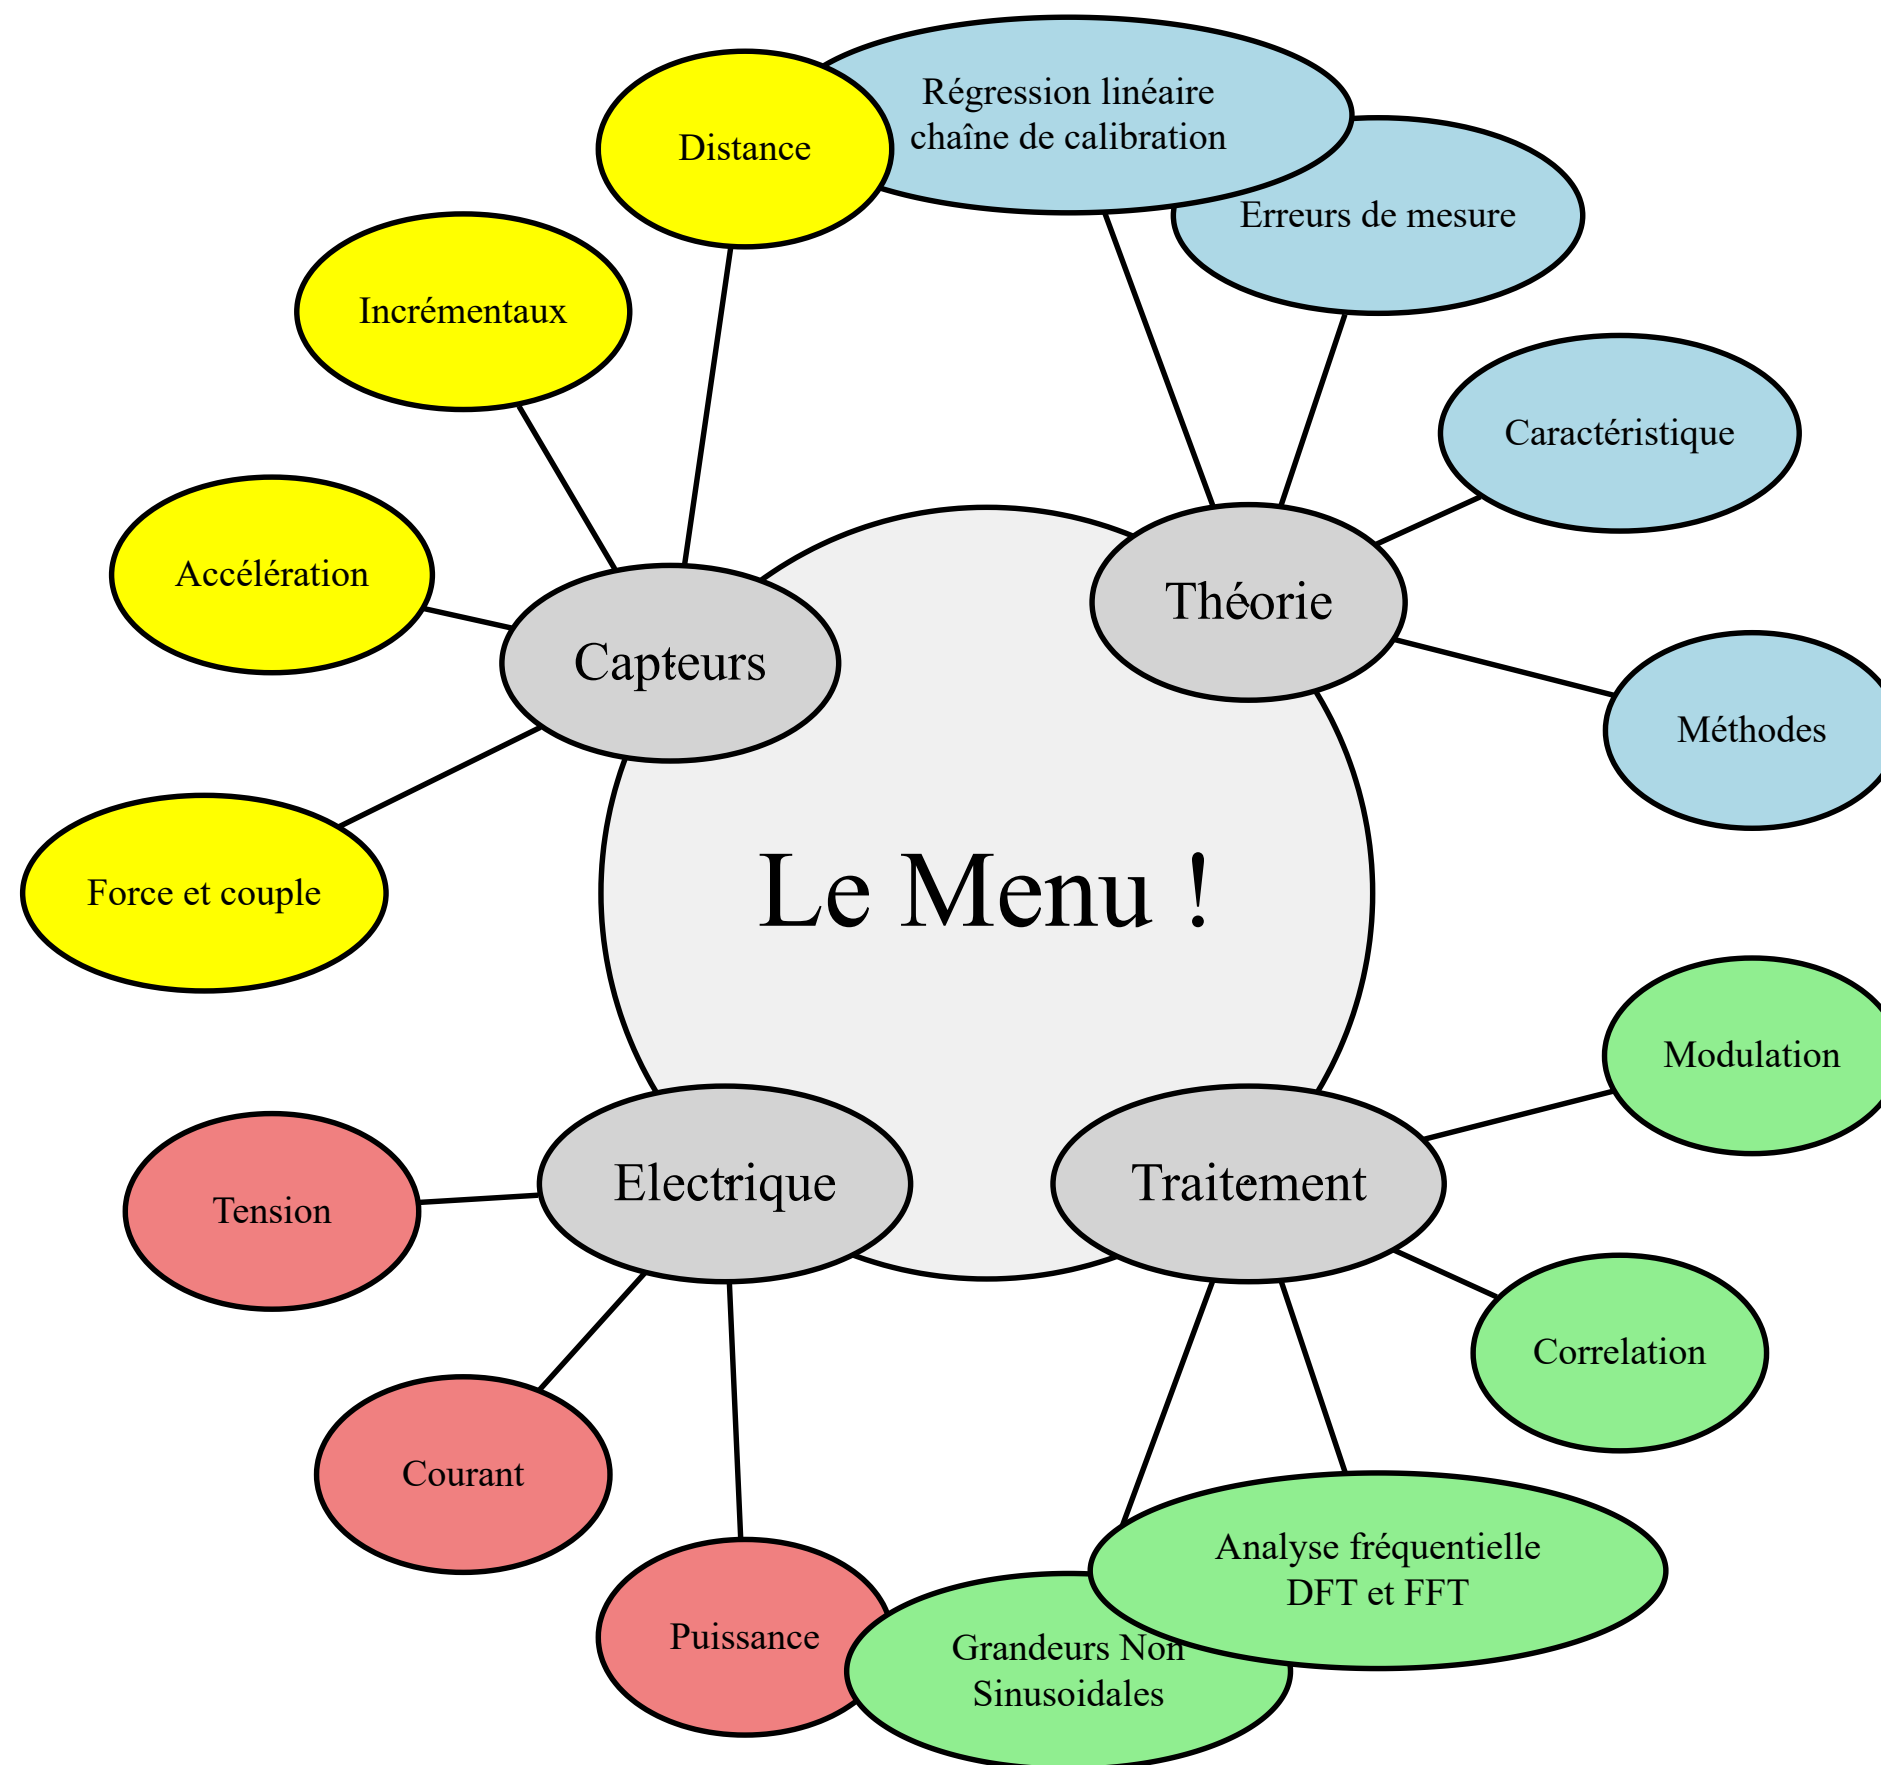 Régression linéaire
chaîne de calibration
Distance
Erreurs de mesure
Incrémentaux
Caractéristique
Accélération
Théorie
Capteurs
Méthodes
Force et couple
Le Menu !
Modulation
Tension
Electrique
Traitement
Correlation
Courant
Analyse fréquentielle
DFT et FFT
Puissance
Grandeurs Non
Sinusoidales